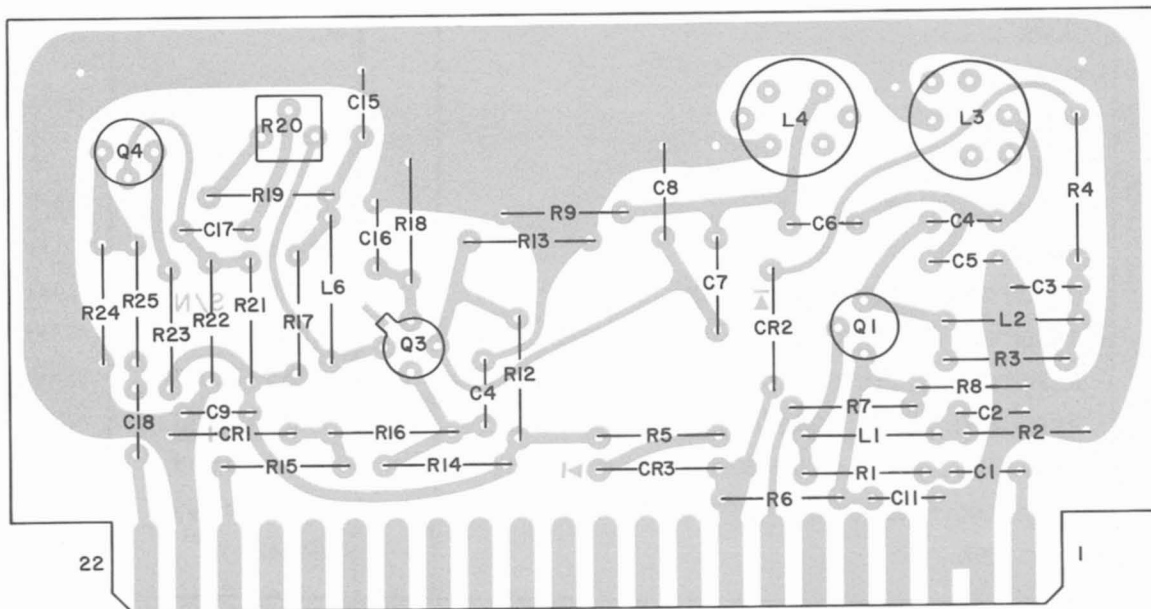 C15
R20
L4
L3
Q4
R4
R19
C8
R9
C17
C16
R18
R13
C6
C4
C5
C3
R24
R25
S/N
R23
R22
R21
R17
L6
C7
CR2
Q3
Q1
L2
R3
R12
C4
R8
C18
C9
R7
C2
CR1
R16
R5
L1
R2
R15
R14
CR3
R1
C1
R6
C11
22
1